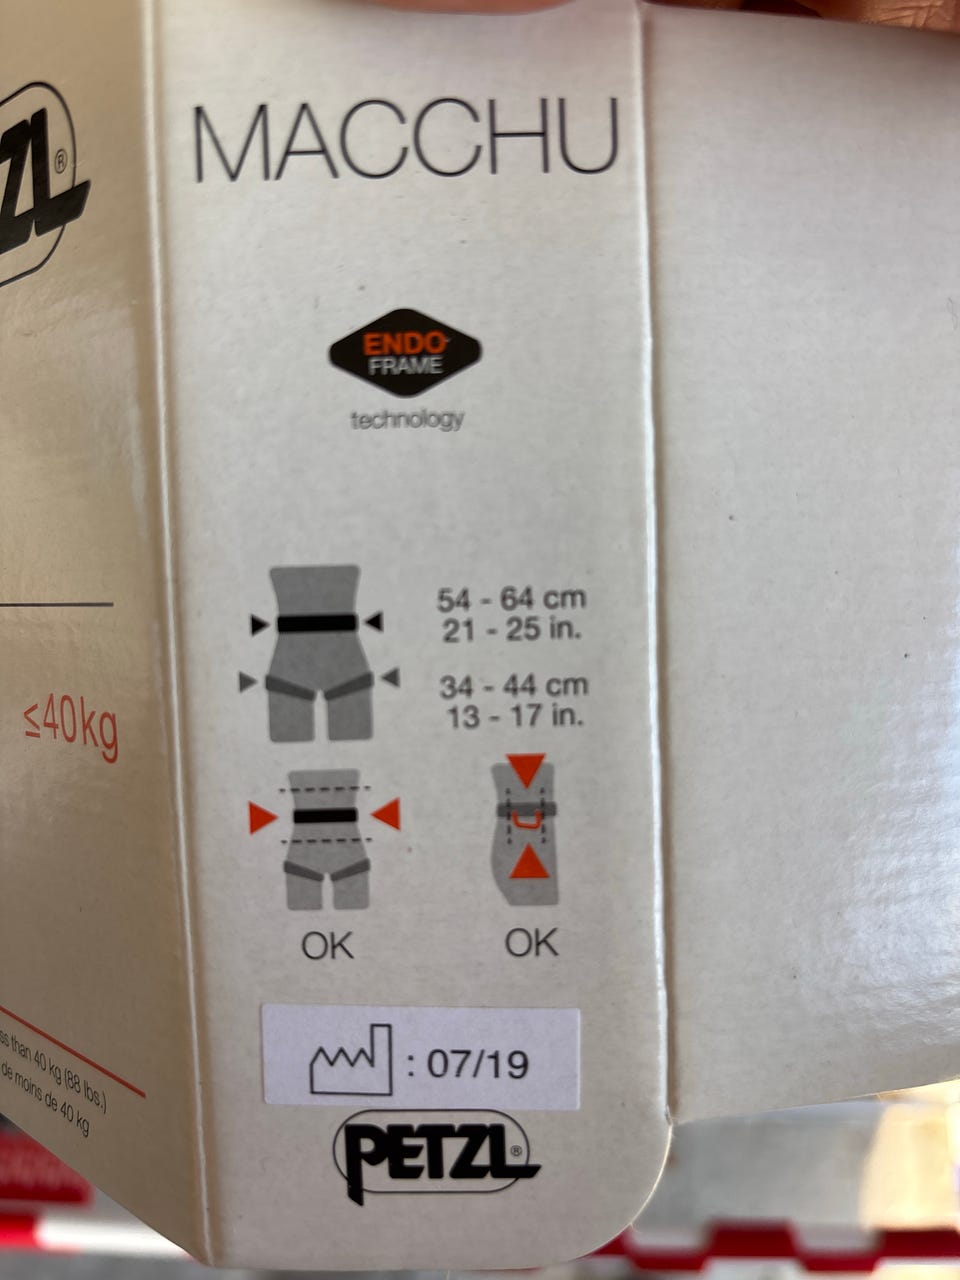 MACCHU
ENDO
FRAME
technology
54 - 64 cm
21 - 25 in.
34 - 44 cm
13 - 17 in.
OK
OK
: 07/19
PETZL®
ZL®
≤40kg
than 40 kg (88 lbs.)
de moins de 40 kg